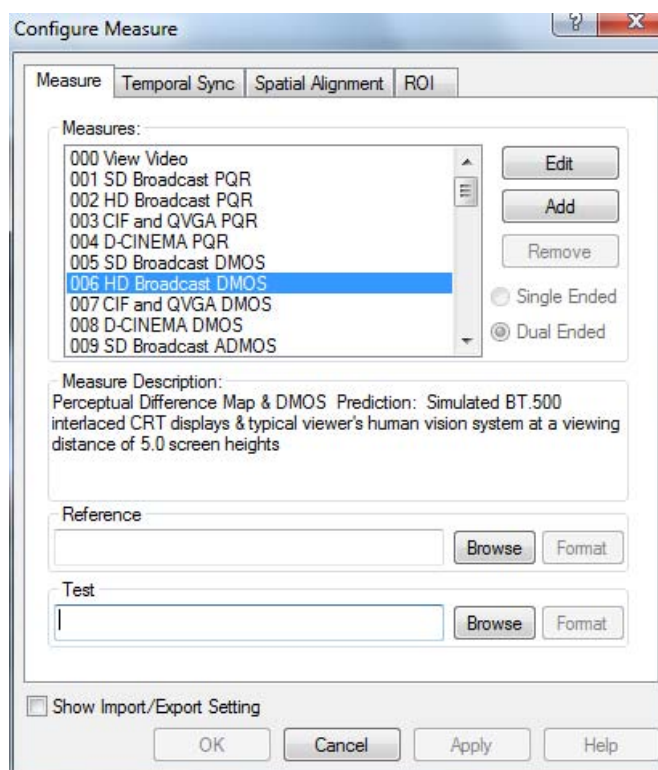 Configure Measure
?
X
Measure
Temporal Sync
Spatial Alignment
ROI
Measures:
000 View Video
001 SD Broadcast PQR
002 HD Broadcast PQR
003 CIF and QVGA PQR
004 D-CINEMA PQR
005 SD Broadcast DMOS
006 HD Broadcast DMOS
007 CIF and QVGA DMOS
008 D-CINEMA DMOS
009 SD Broadcast ADMOS
Edit
Add
Remove
Single Ended
Dual Ended
Measure Description:
Perceptual Difference Map & DMOS Prediction: Simulated BT.500
interlaced CRT displays & typical viewer's human vision system at a viewing
distance of 5.0 screen heights
Reference
Browse
Format
Test
Browse
Format
Show Import/Export Setting
OK
Cancel
Apply
Help